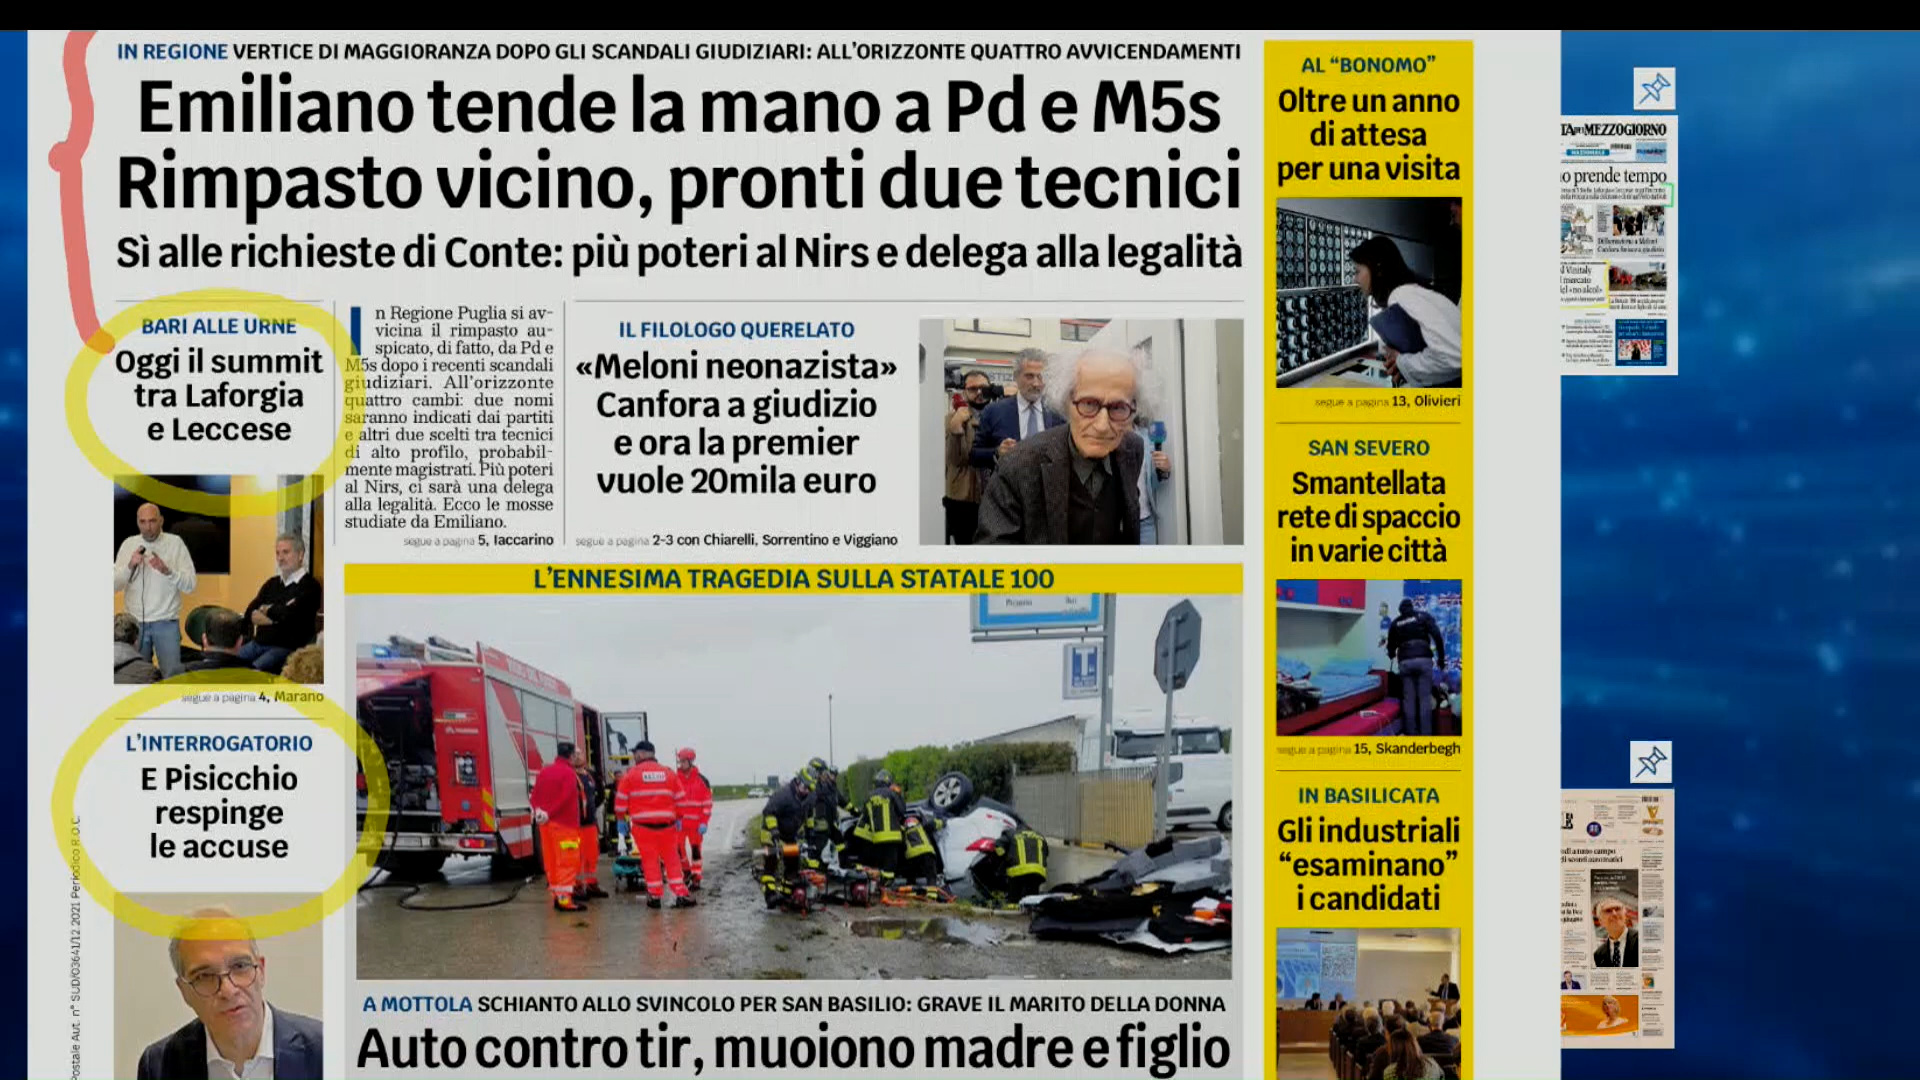 IN REGIONE VERTICE DI MAGGIORANZA DOPO GLI SCANDALI GIUDIZIARI: ALL'ORIZZONTE QUATTRO AVVICENDAMENTI
Emiliano tende la mano a Pd e M5s
Rimpasto vicino, pronti due tecnici
Sì alle richieste di Conte: più poteri al Nirs e delega alla legalità
BARI ALLE URNE
Oggi il summit
tra Laforgia
e Leccese
segue a pagina 4, Marano
L'INTERROGATORIO
E Pisicchio
respinge
le accuse
In Regione Puglia si av-
vicina il rimpasto au-
spicato, di fatto, da Pd e
M5s dopo i recenti scandali
giudiziari. All'orizzonte
quattro cambi: due nomi
saranno indicati dai partiti
e altri due scelti tra tecnici
di alto profilo, probabil-
mente magistrati. Più poteri
al Nirs, ci sarà una delega
alla legalità. Ecco le mosse
studiate da Emiliano.
segue a pagina 5, Iaccarino
IL FILOLOGO QUERELATO
«Meloni neonazista»
Canfora a giudizio
e ora la premier
vuole 20mila euro
segue a pagina 2-3 con Chiarelli, Sorrentino e Viggiano
L'ENNESIMA TRAGEDIA SULLA STATALE 100
A MOTTOLA SCHIANTO ALLO SVINCOLO PER SAN BASILIO: GRAVE IL MARITO DELLA DONNA
Auto contro tir, muoiono madre e figlio
AL “BONOMO”
Oltre un anno
di attesa
per una visita
segue a pagina 13, Olivieri
SAN SEVERO
Smantellata
rete di spaccio
in varie città
segue a pagina 15, Skanderbegh
IN BASILICATA
Gli industriali
“esaminano”
i candidati
Postale Aut. n° SUD/03641/12.2021 Periodico R.O.C.
MEZZOGIORNO
prende tempo